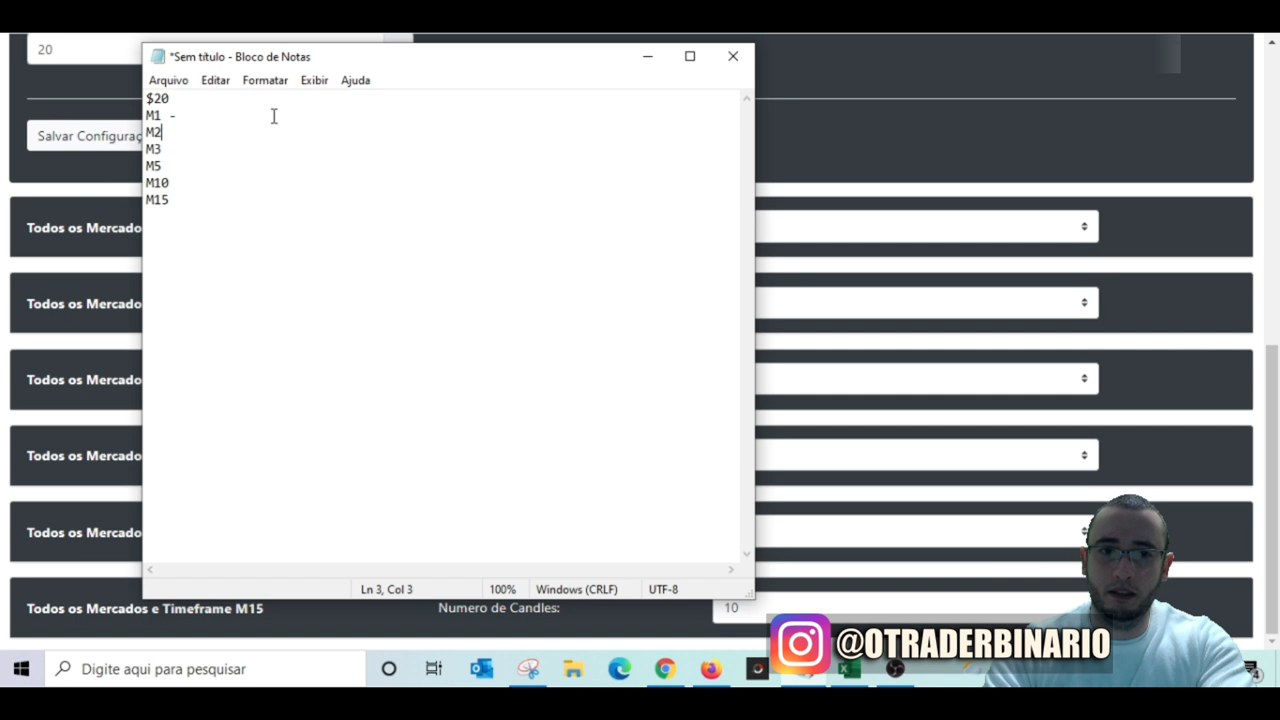 20
*Sem título - Bloco de Notas
Arquivo Editar Formatar Exibir Ajuda
$20
M1 -
M2
M3
M5
M10
M15
Salvar Configuraç
Todos os Mercado
Todos os Mercado
Todos os Mercado
Todos os Mercado
Todos os Mercado
Ln 3, Col 3 100% Windows (CRLF) UTF-8
Todos os Mercados e Timeframe M15 Numero de Candles: 10
@OTRADERBINARIO
Digite aqui para pesquisar
4